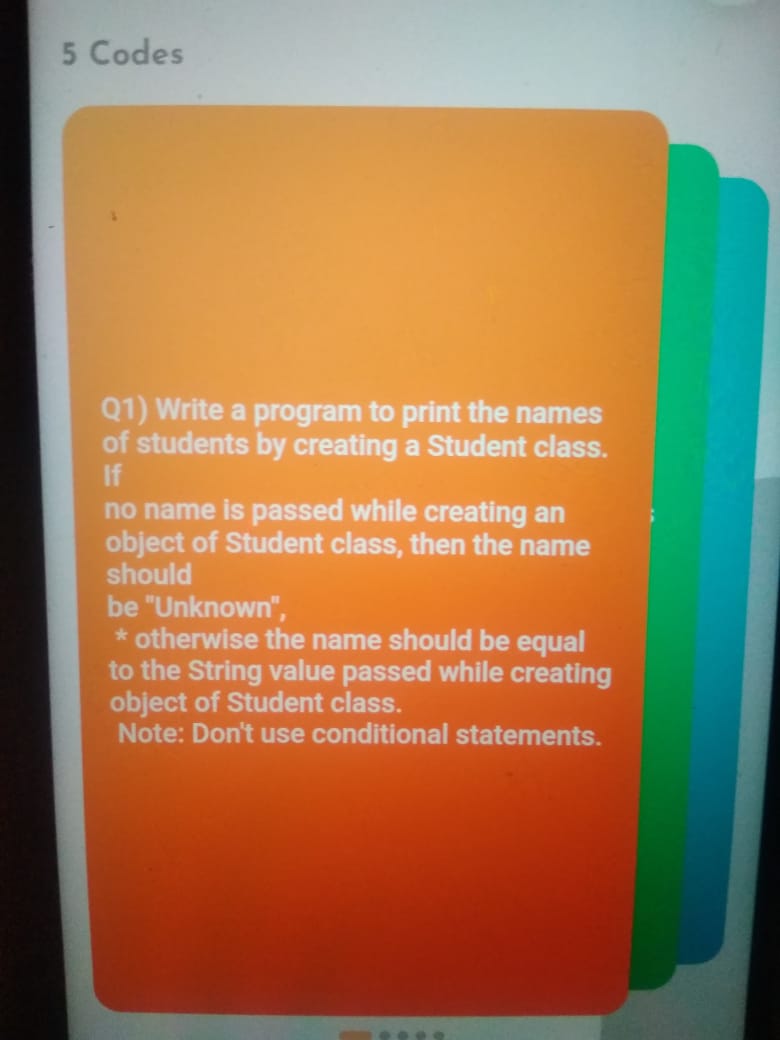 5 Codes
Q1) Write a program to print the names
of students by creating a Student class.
If
no name is passed while creating an
object of Student class, then the name
should
be "Unknown",
* otherwise the name should be equal
to the String value passed while creating
object of Student class.
Note: Don't use conditional statements.